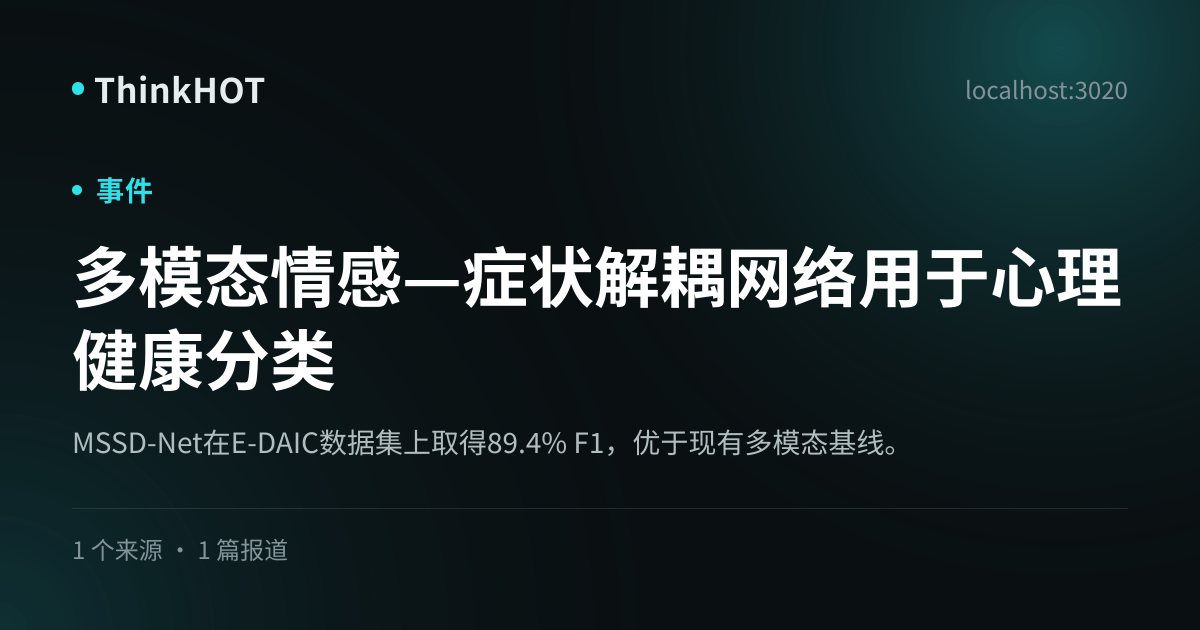 ThinkHOT
localhost:3020
事件
多模态情感—症状解耦网络用于心理
健康分类
MSSD-Net在E-DAIC数据集上取得89.4% F1，优于现有多模态基线。
1 个来源 · 1 篇报道